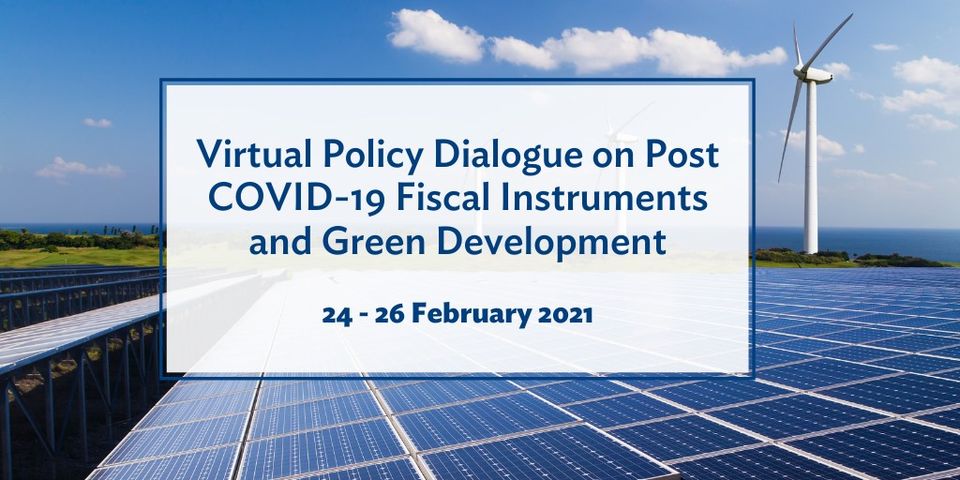 Virtual Policy Dialogue on Post
COVID-19 Fiscal Instruments
and Green Development
24 - 26 February 2021